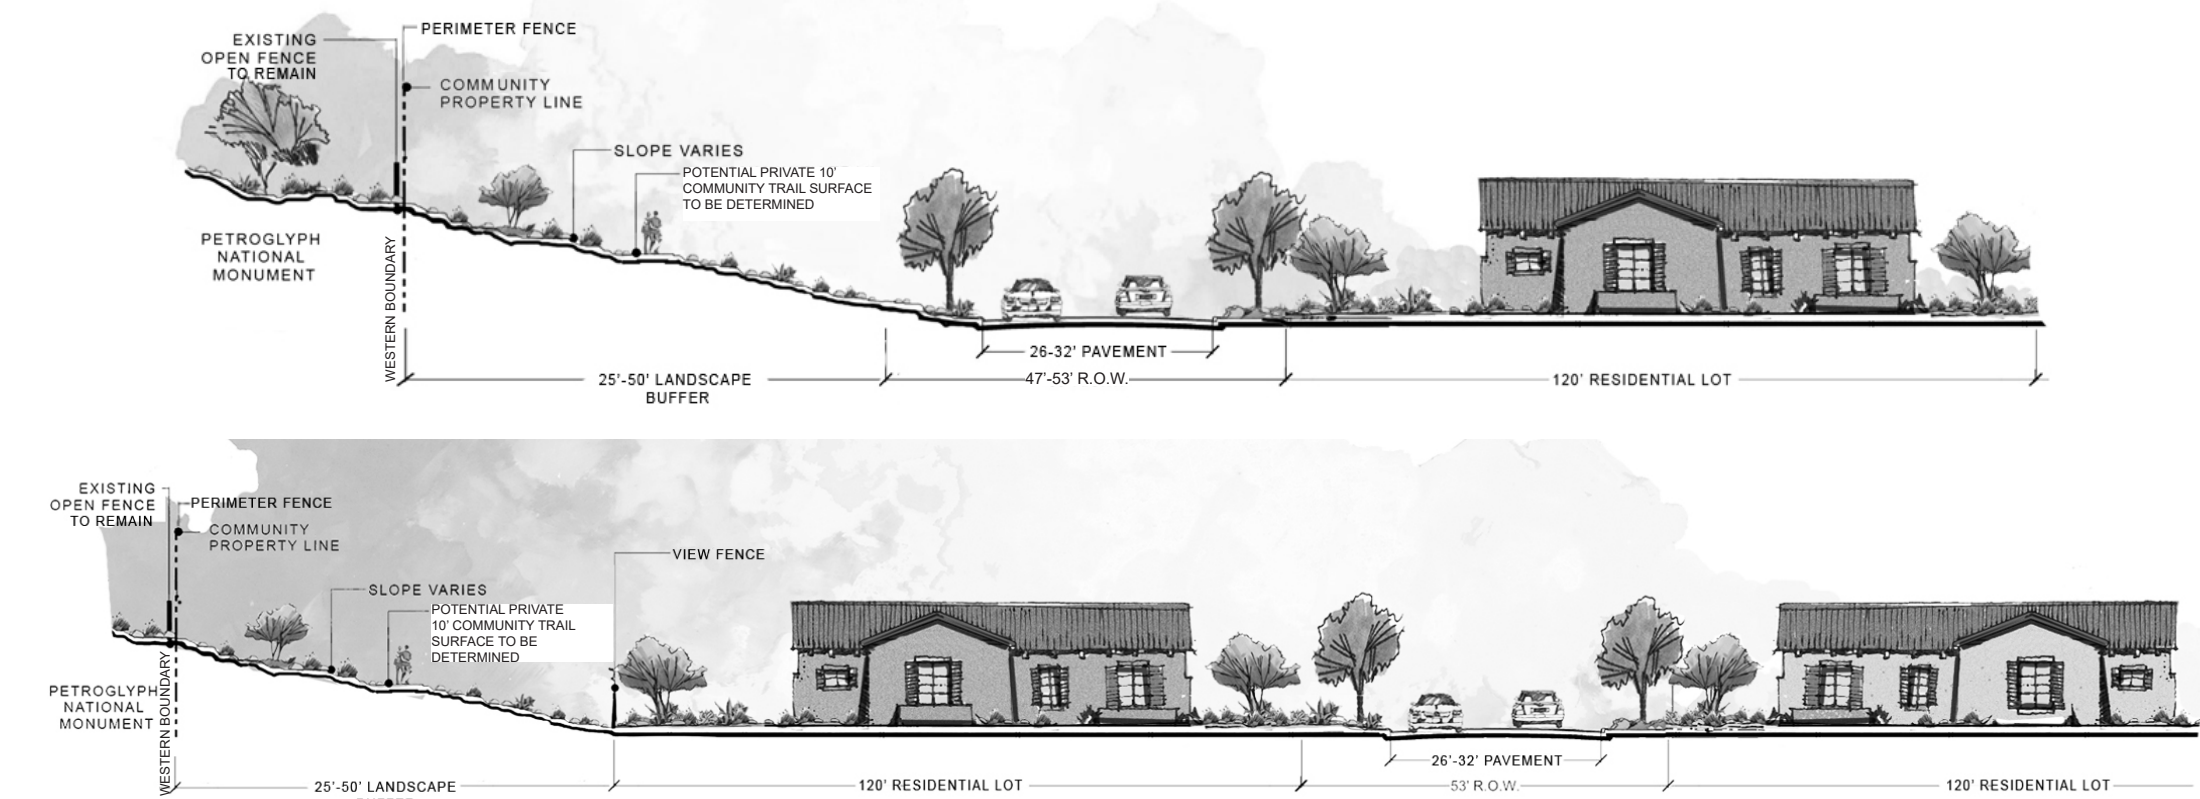 PERIMETER FENCE
EXISTING
OPEN FENCE
TO REMAIN
COMMUNITY
PROPERTY LINE
SLOPE VARIES
POTENTIAL PRIVATE 10'
COMMUNITY TRAIL SURFACE
TO BE DETERMINED
PETROGLYPH
NATIONAL
MONUMENT
WESTERN BOUNDARY
26-32' PAVEMENT
25'-50' LANDSCAPE
BUFFER
47'-53' R.O.W.
120' RESIDENTIAL LOT
EXISTING
OPEN FENCE
TO REMAIN
PERIMETER FENCE
COMMUNITY
PROPERTY LINE
VIEW FENCE
SLOPE VARIES
POTENTIAL PRIVATE
10' COMMUNITY TRAIL
SURFACE TO BE
DETERMINED
PETROGLYPH
NATIONAL
MONUMENT
WESTERN BOUNDARY
26'-32' PAVEMENT
25'-50' LANDSCAPE
120' RESIDENTIAL LOT
53' R.O.W.
120' RESIDENTIAL LOT